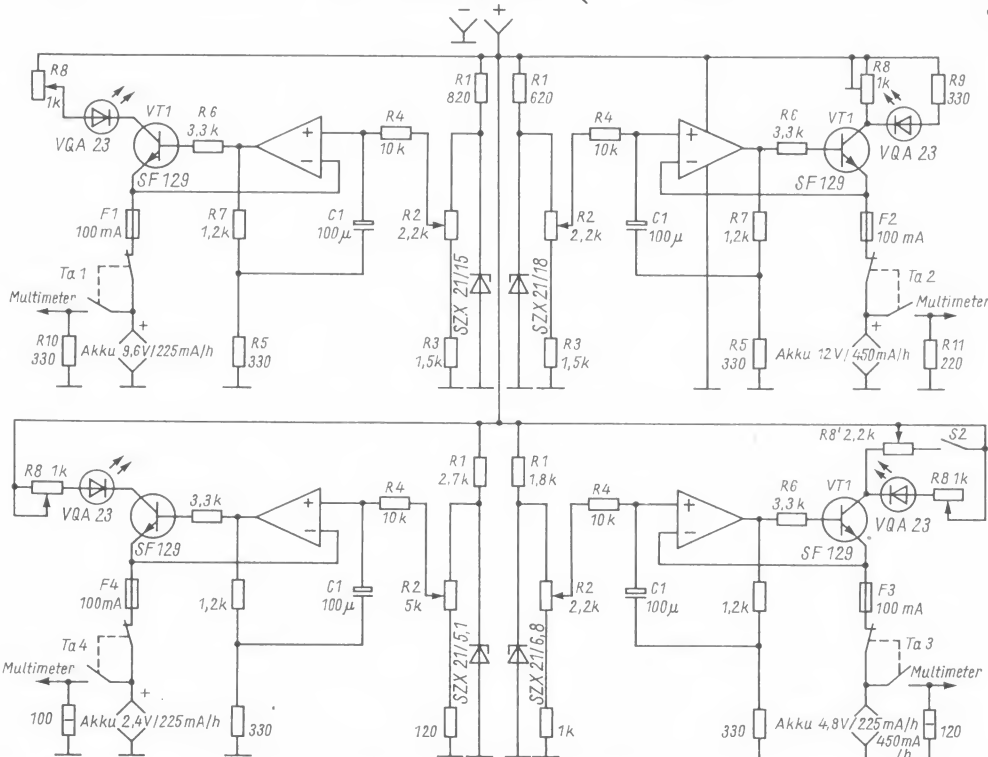 − +
R8
1k
VQA 23
VT1
SF 129
R6
3,3k
+
−
R4
10k
R1
820
R1
620
R4
10k
+
−
R6
3,3k
VT1
SF 129
R8
1k
R9
330
VQA 23
F1
100 mA
R7
1,2k
C1
100μ
R2
2,2k
SZX 21/15
SZX 21/18
R2
2,2k
C1
100μ
R7
1,2k
F2
100 mA
Ta 1
Multimeter
R10
330
+
Akku 9,6V/225mA/h
R5
330
R3
1,5k
R3
1,5k
R5
330
Ta 2
Multimeter
+
Akku 12V/450mA/h
R11
220
R8 1k
VQA 23
SF 129
3,3k
+
−
R4
10k
R1
2,7k
R1
1,8k
R4
10k
+
−
R6
3,3k
VT1
SF 129
R8' 2,2k
S2
R8 1k
VQA 23
F4
100mA
1,2k
C1
100μ
R2
5k
SZX 21/5,1
SZX 21/6,8
R2
2,2k
C1
100μ
1,2k
F3
100 mA
Ta 4
Multimeter
100
+
Akku 2,4V/225mA/h
330
120
1k
330
Ta 3
Multimeter
+
Akku 4,8V/225mA/h
450mA
/h
120